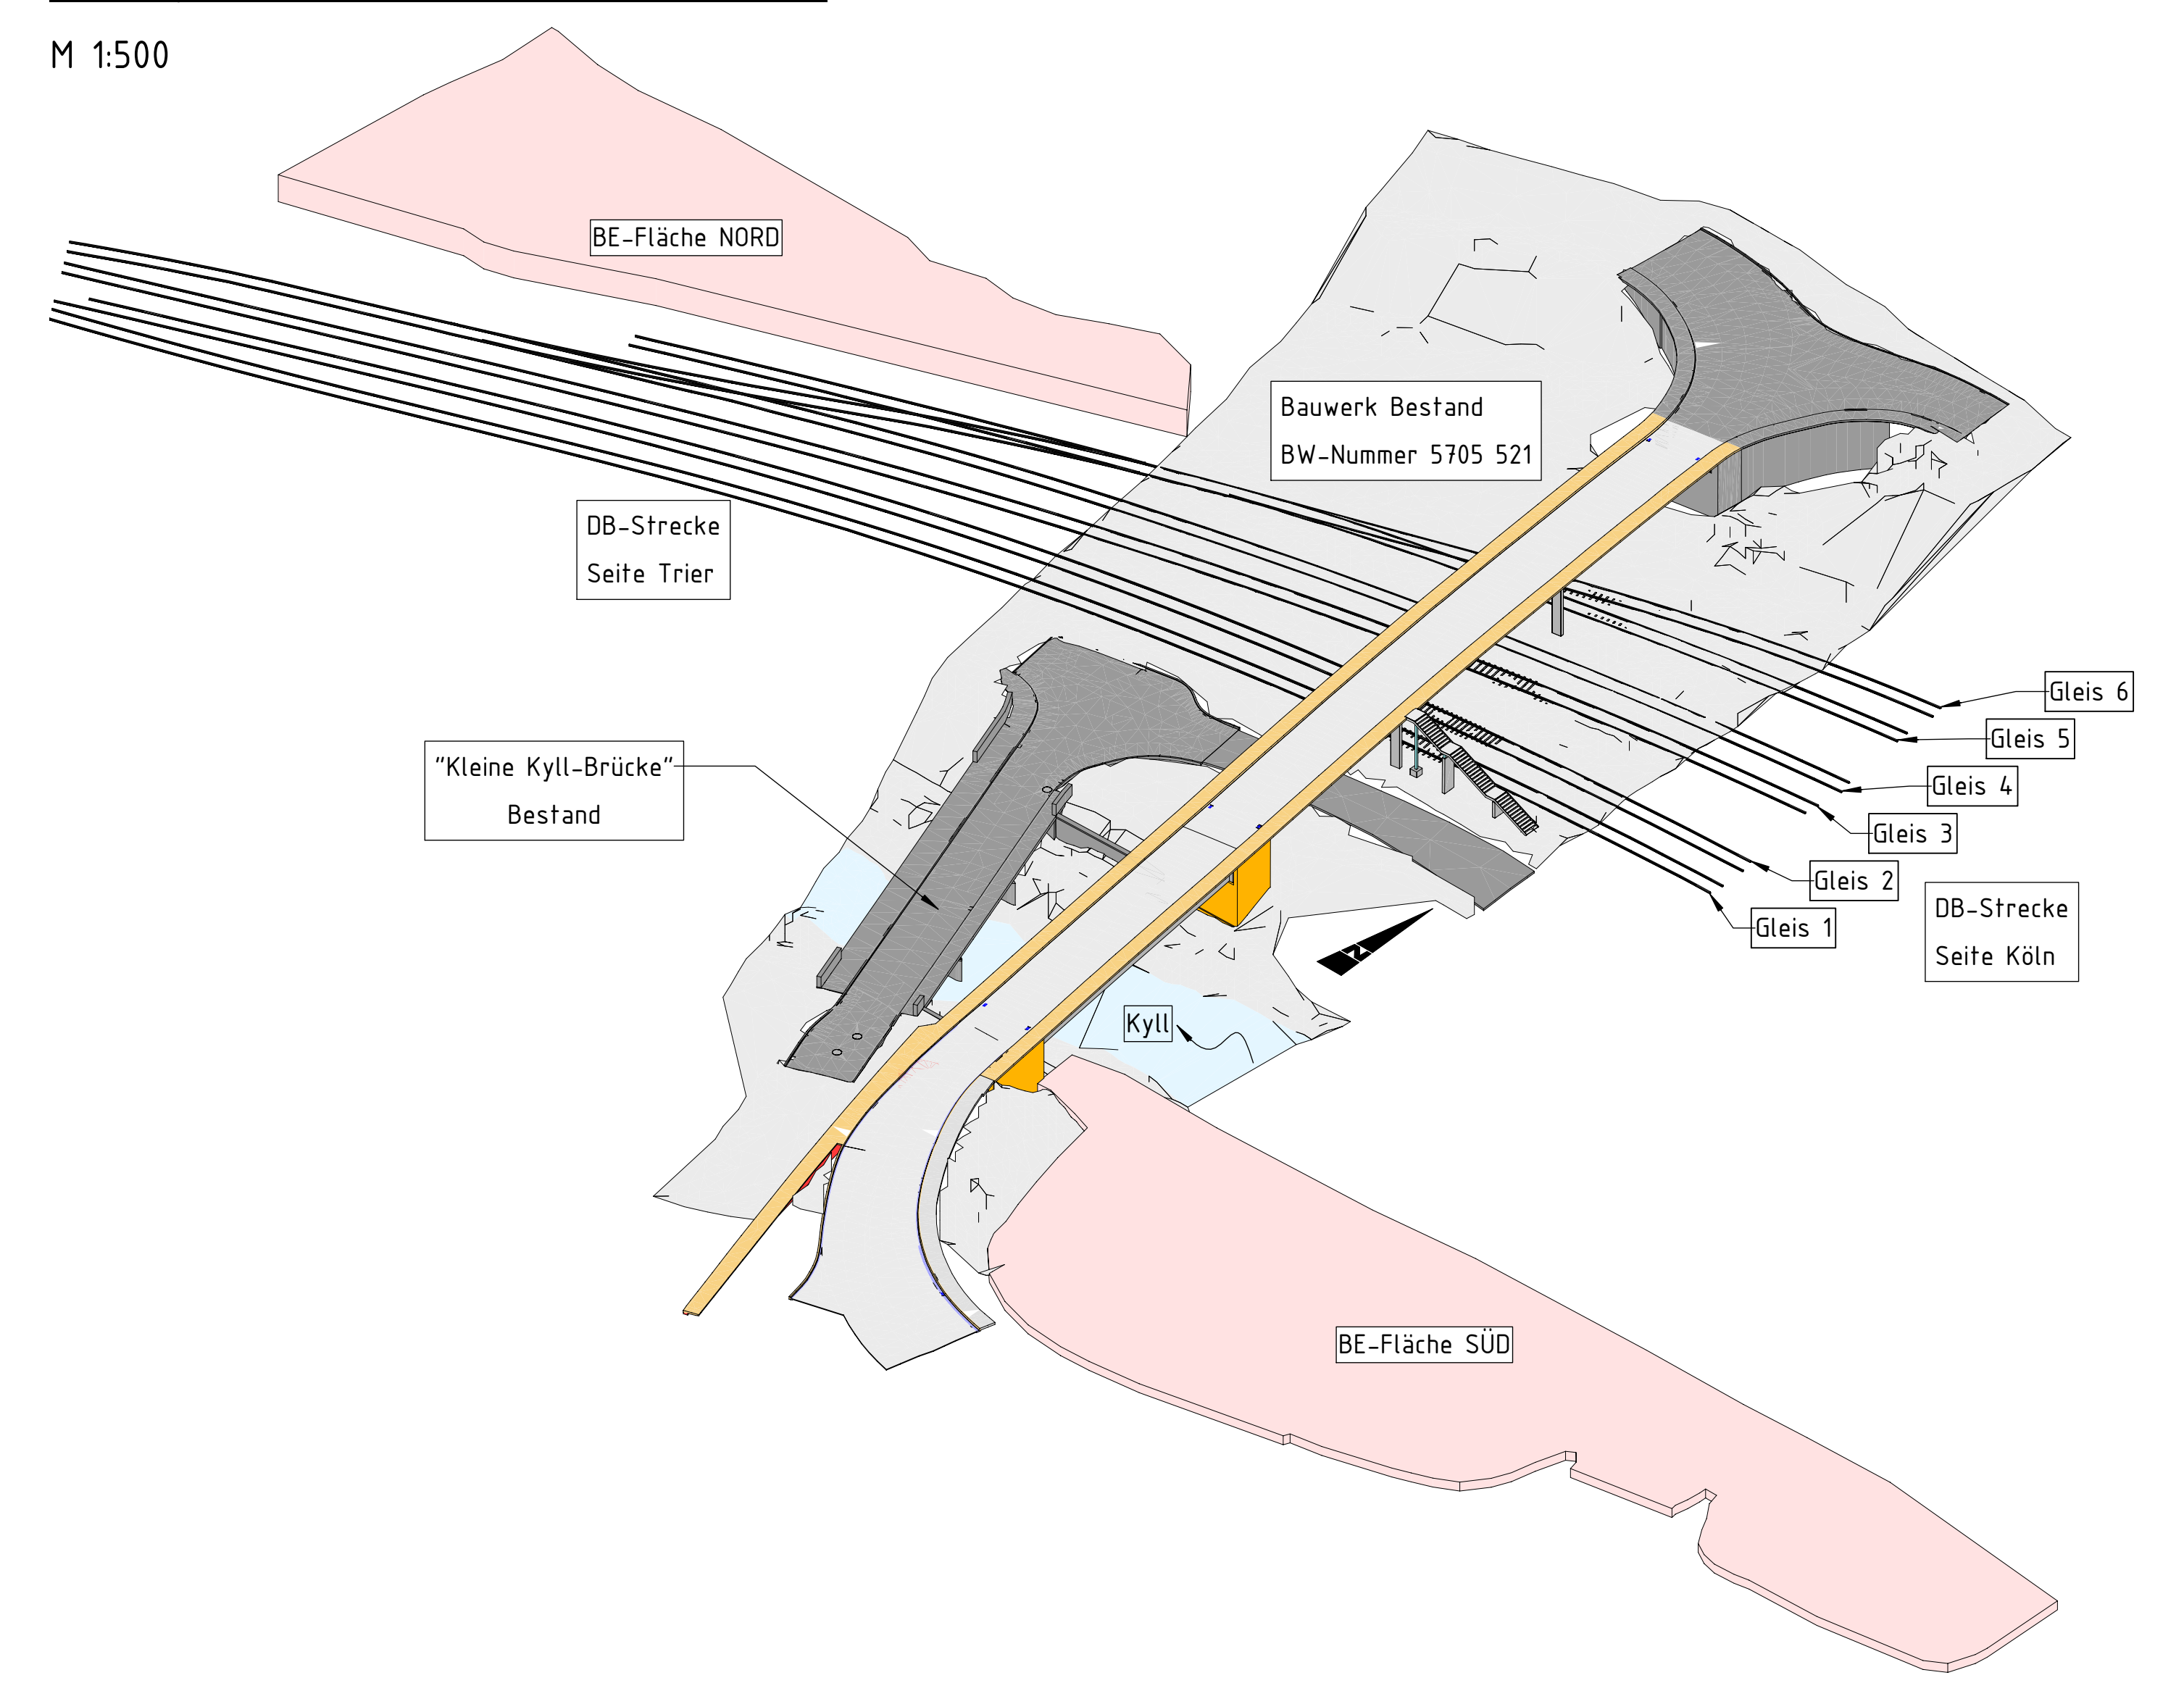 M 1:500
BE-Fläche NORD
Bauwerk Bestand
BW-Nummer 5705 521
DB-Strecke
Seite Trier
Gleis 6
Gleis 5
Gleis 4
Gleis 3
Gleis 2
Gleis 1
"Kleine Kyll-Brücke"
Bestand
DB-Strecke
Seite Köln
N
Kyll
BE-Fläche SÜD